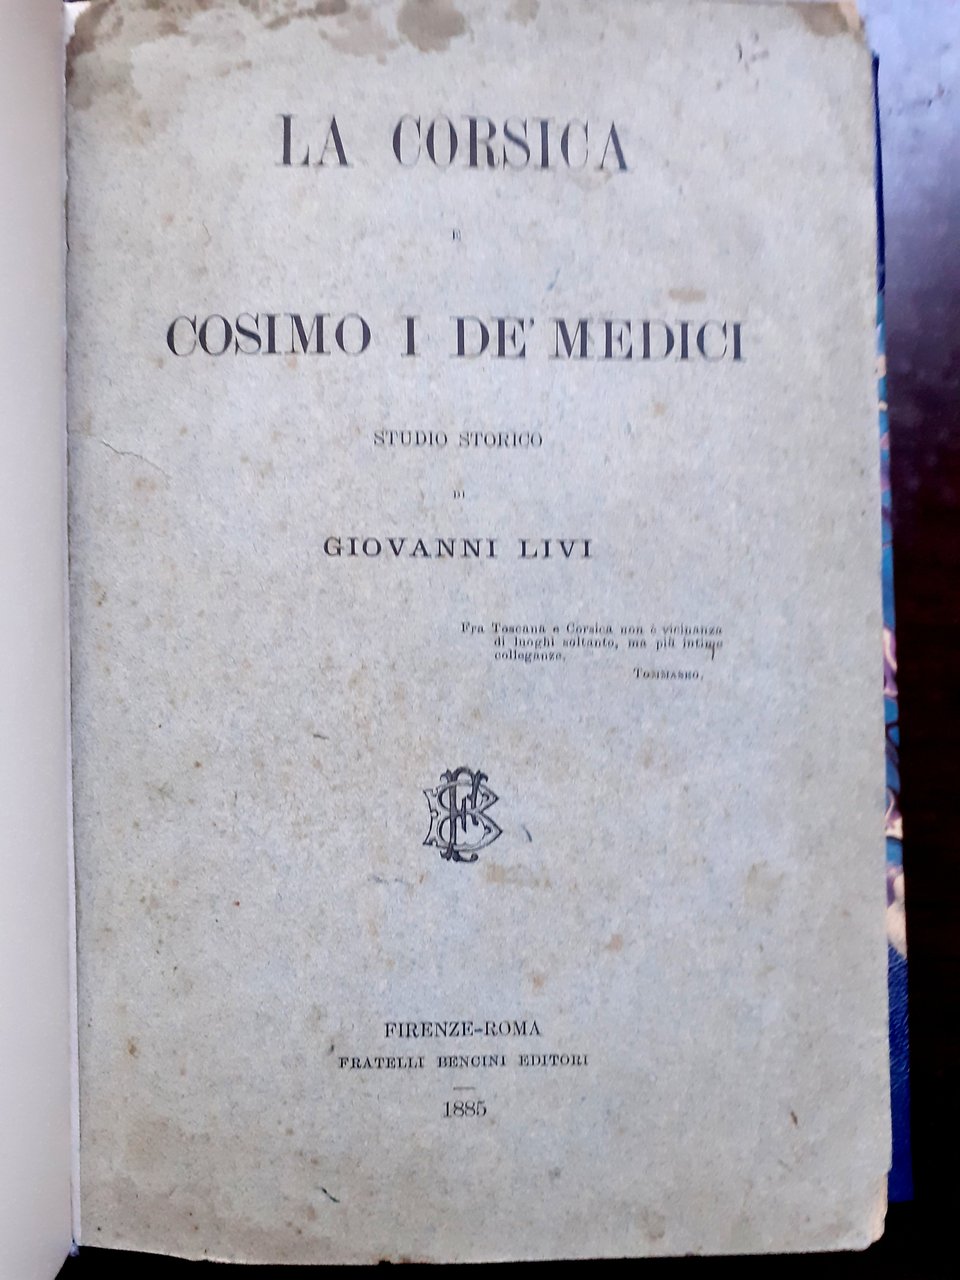 LA CORSICA
E
COSIMO I DE' MEDICI
STUDIO STORICO
DI
GIOVANNI LIVI
Fra Toscana e Corsica non è vicinanza
di luoghi soltanto, ma più intime
colleganze.
TOMMASEO.
FIRENZE-ROMA
FRATELLI BENCINI EDITORI
1885